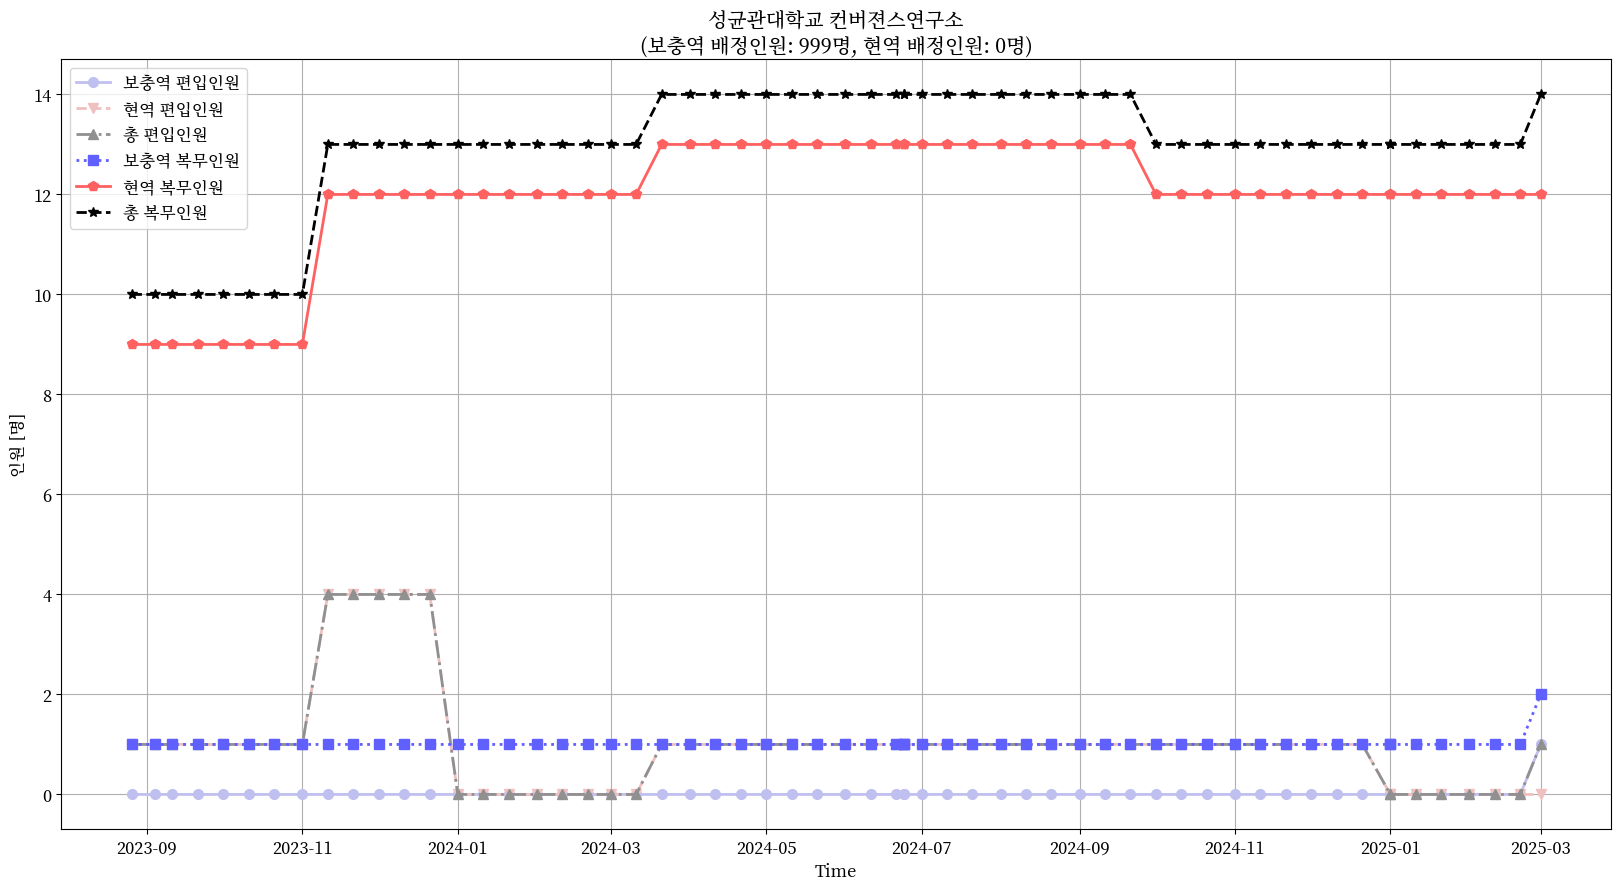 성균관대학교 컨버젼스연구소
(보충역 배정인원: 999명, 현역 배정인원: 0명)
보충역 편입인원
현역 편입인원
총 편입인원
보충역 복무인원
현역 복무인원
총 복무인원
인원 [명]
14
12
10
8
6
4
2
0
2023-09
2023-11
2024-01
2024-03
2024-05
2024-07
2024-09
2024-11
2025-01
2025-03
Time